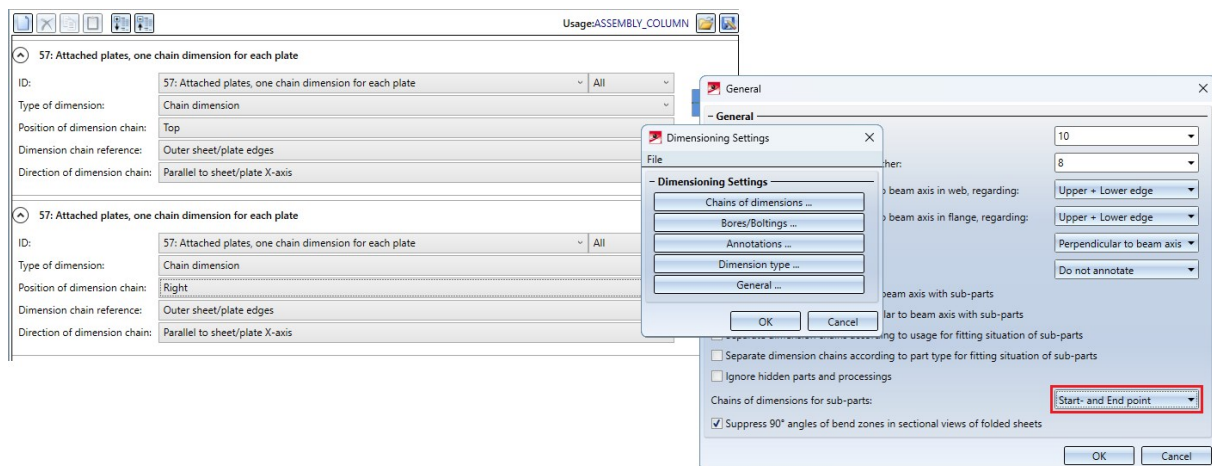 Usage:ASSEMBLY_COLUMN
57: Attached plates, one chain dimension for each plate
ID: 57: Attached plates, one chain dimension for each plate All
Type of dimension: Chain dimension
Position of dimension chain: Top
Dimension chain reference: Outer sheet/plate edges
Direction of dimension chain: Parallel to sheet/plate X-axis
57: Attached plates, one chain dimension for each plate
ID: 57: Attached plates, one chain dimension for each plate All
Type of dimension: Chain dimension
Position of dimension chain: Right
Dimension chain reference: Outer sheet/plate edges
Direction of dimension chain: Parallel to sheet/plate X-axis
Dimensioning Settings
File
Dimensioning Settings
Chains of dimensions ...
Bores/Boltings ...
Annotations ...
Dimension type ...
General ...
OK Cancel
General
General
10
8
beam axis in web, regarding: Upper + Lower edge
beam axis in flange, regarding: Upper + Lower edge
Perpendicular to beam axis
Do not annotate
beam axis with sub-parts
to beam axis with sub-parts
Separate dimension chains according to usage for fitting situation of sub-parts
Separate dimension chains according to part type for fitting situation of sub-parts
Ignore hidden parts and processings
Chains of dimensions for sub-parts: Start- and End point
Suppress 90° angles of bend zones in sectional views of folded sheets
OK Cancel